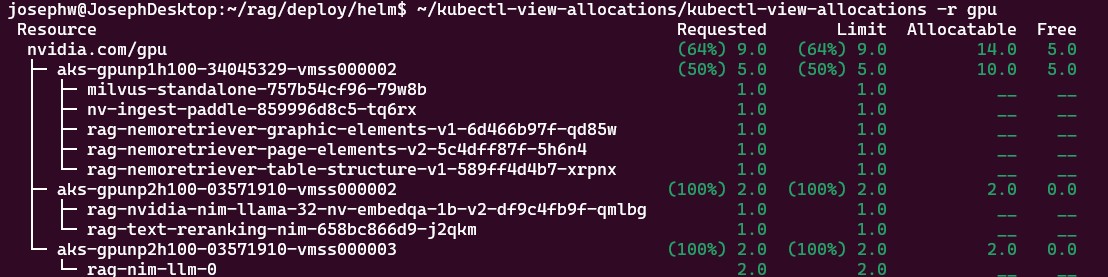 josephw@JosephDesktop:~/rag/deploy/helm$ ~/kubectl-view-allocations/kubectl-view-allocations -r gpu
Resource Requested Limit Allocatable Free
nvidia.com/gpu (64%) 9.0 (64%) 9.0 14.0 5.0
├─ aks-gpunp1h100-34045329-vmss000002 (50%) 5.0 (50%) 5.0 10.0 5.0
│ ├─ milvus-standalone-757b54cf96-79w8b 1.0 1.0 __ __
│ ├─ nv-ingest-paddle-859996d8c5-tq6rx 1.0 1.0 __ __
│ ├─ rag-nemoretriever-graphic-elements-v1-6d466b97f-qd85w 1.0 1.0 __ __
│ ├─ rag-nemoretriever-page-elements-v2-5c4dff87f-5h6n4 1.0 1.0 __ __
│ └─ rag-nemoretriever-table-structure-v1-589ff4d4b7-xrpnx 1.0 1.0 __ __
├─ aks-gpunp2h100-03571910-vmss000002 (100%) 2.0 (100%) 2.0 2.0 0.0
│ ├─ rag-nvidia-nim-llama-32-nv-embedqa-1b-v2-df9c4fb9f-qmlbg 1.0 1.0 __ __
│ └─ rag-text-reranking-nim-658bc866d9-j2qkm 1.0 1.0 __ __
└─ aks-gpunp2h100-03571910-vmss000003 (100%) 2.0 (100%) 2.0 2.0 0.0
└─ rag-nim-llm-0 2.0 2.0 __ __